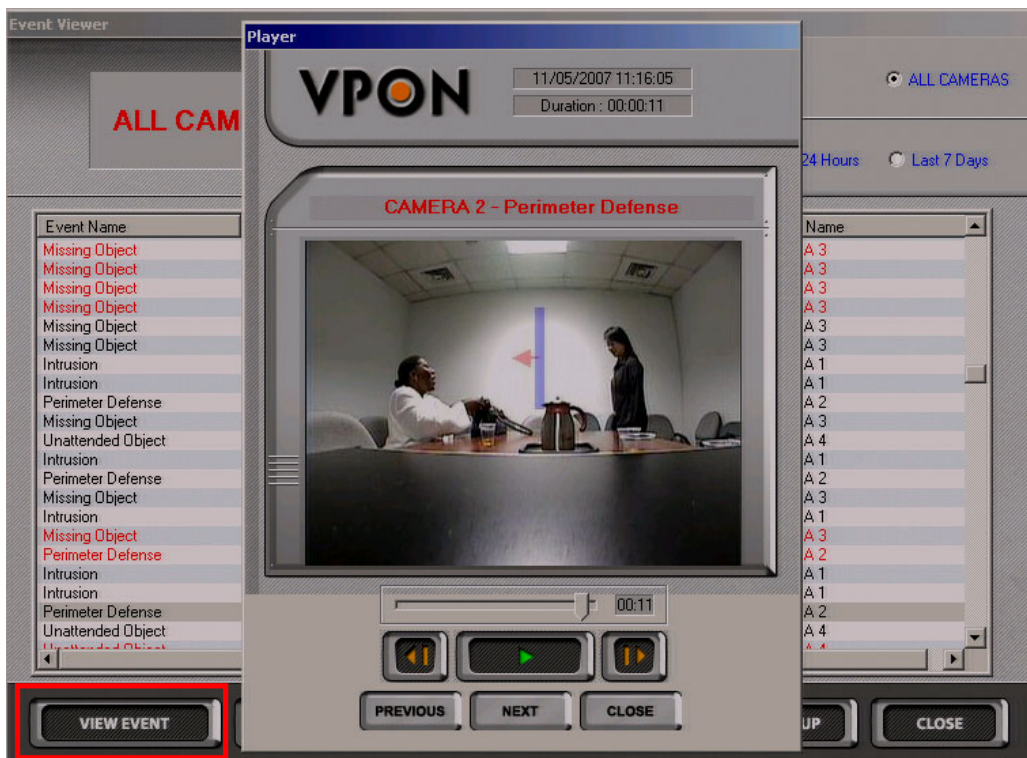 Event Viewer
Player
VPON
11/05/2007 11:16:05
Duration : 00:00:11
ALL CAMERAS
ALL CAM
24 Hours
Last 7 Days
CAMERA 2 - Perimeter Defense
Event Name
Name
Missing Object
A 3
Missing Object
A 3
Missing Object
A 3
Missing Object
A 3
Missing Object
A 3
Missing Object
A 3
Intrusion
A 1
Intrusion
A 1
Perimeter Defense
A 2
Missing Object
A 3
Unattended Object
A 4
Intrusion
A 1
Perimeter Defense
A 2
Missing Object
A 3
Intrusion
A 1
Missing Object
A 3
Perimeter Defense
A 2
Intrusion
A 1
Intrusion
A 1
Perimeter Defense
A 2
Unattended Object
A 4
00:11
PREVIOUS
NEXT
CLOSE
VIEW EVENT
UP
CLOSE